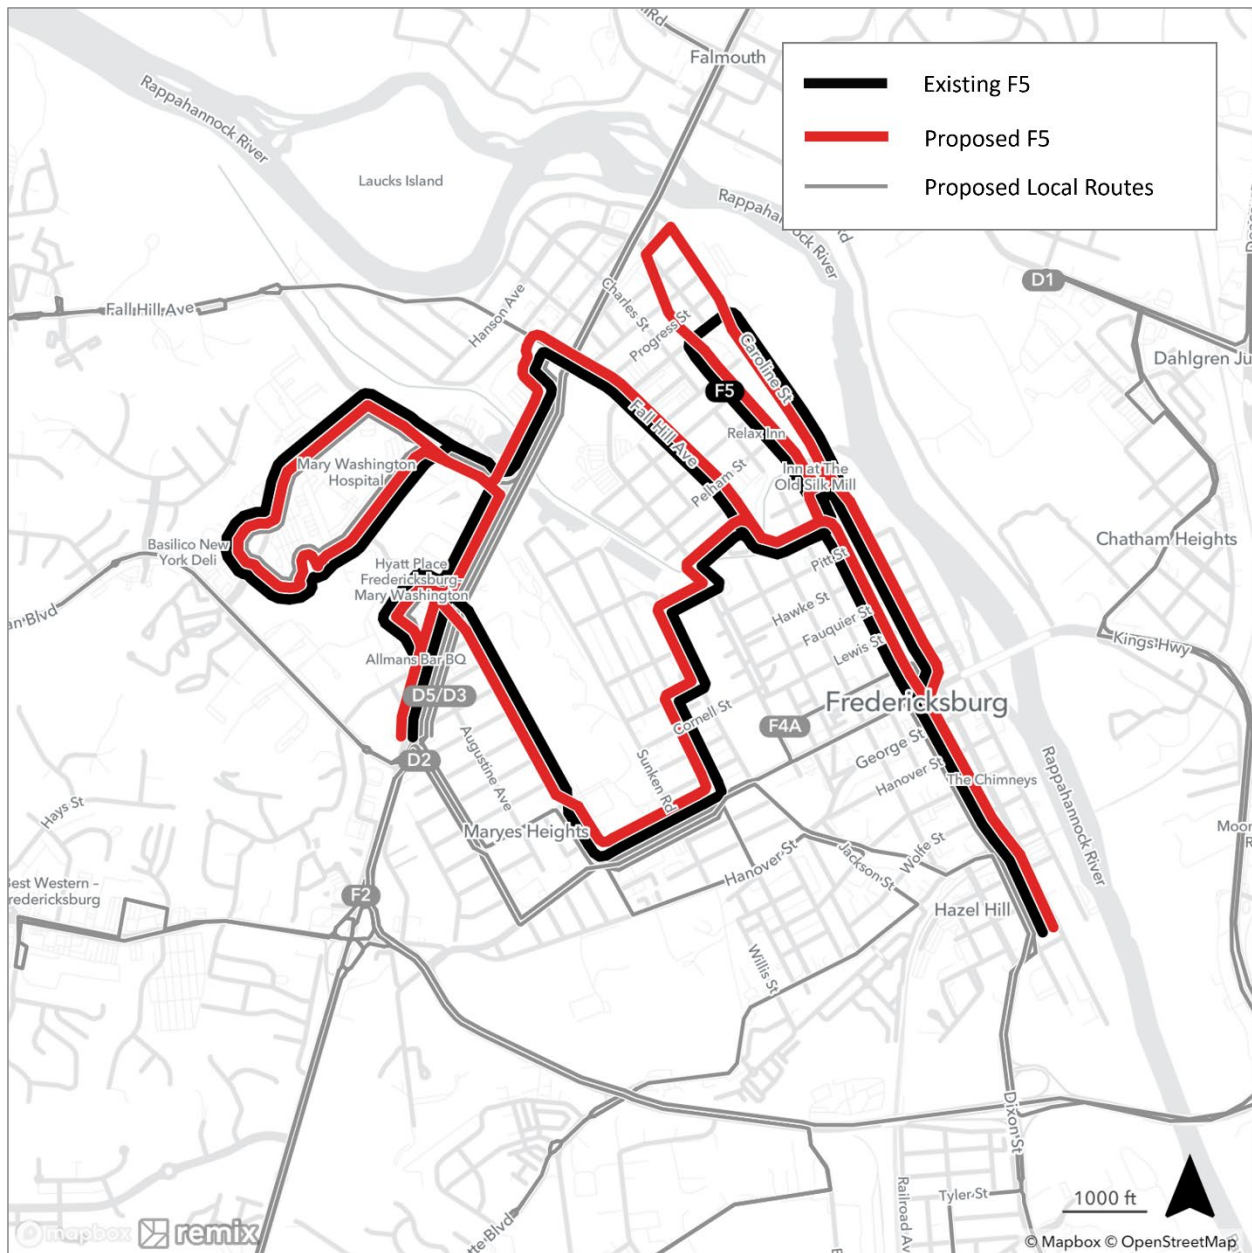 Falmouth
Rappahannock
River
Laucks Island
Existing F5
Proposed F5
Proposed Local Routes
Rappahannock
River
D1
Fall Hill Ave
Hanson Ave
Charles St
Progress St
Caroline St
Dahlgren Ju
F5
Fall Hill Ave
Relax Inn
Mary Washington
Hospital
Pelham St
Inn at The
Old Silk Mill
Basilico New
York Deli
Pitt St
Chatham Heights
Hyatt Place
Fredericksburg-
Mary Washington
Hawke St
Fauquier St
Lewis St
Kings Hwy
Allmans Bar BQ
D5/D3
Fredericksburg
Cornell St
F4A
George St
Augustine Ave
D2
Hanover St
The Chimneys
Sunken Rd
Rappahannock River
Hays St
Maryes Heights
Wolfe St
Hanover St
Jackson St
Best Western –
redericksburg
F2
Hazel Hill
Willis St
Dixon St
Railroad Av
Tyler St
1000 ft
mapbox
remix
© Mapbox © OpenStreetMap